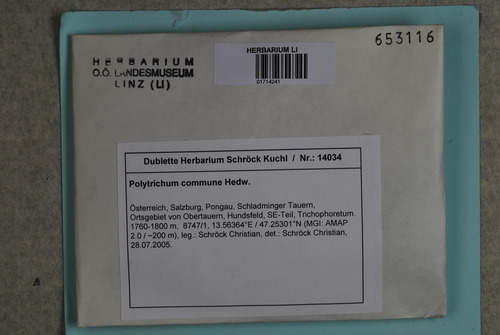 HERBARIUM
O.Ö. LANDESMUSEUM
LINZ (LI)
HERBARIUM LI
01714241
653116
Dublette Herbarium Schröck Kuchl / Nr.: 14034
Polytrichum commune Hedw.
Österreich, Salzburg, Pongau, Schladminger Tauern,
Ortsgebiet von Obertauern, Hundsfeld, SE-Teil, Trichophoretum.
1760-1800 m, 8747/1, 13.56364°E / 47.25301°N (MGI: AMAP
2.0 / ~200 m), leg.: Schröck Christian, det.: Schröck Christian,
28.07.2005.